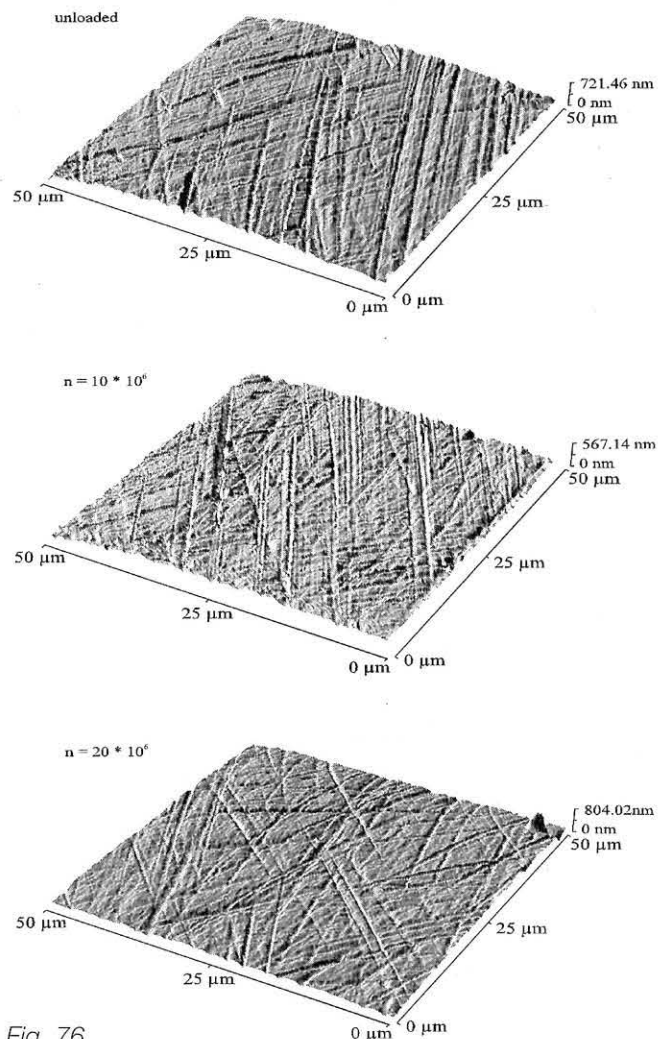 unloaded
721.46 nm
0 nm
50 µm
25 µm
50 µm
25 µm
0 µm
0 µm
n = 10 * 10⁶
567.14 nm
0 nm
50 µm
25 µm
50 µm
25 µm
0 µm
0 µm
n = 20 * 10⁶
804.02nm
0 nm
50 µm
25 µm
50 µm
25 µm
0 µm
0 µm
Fig. 76